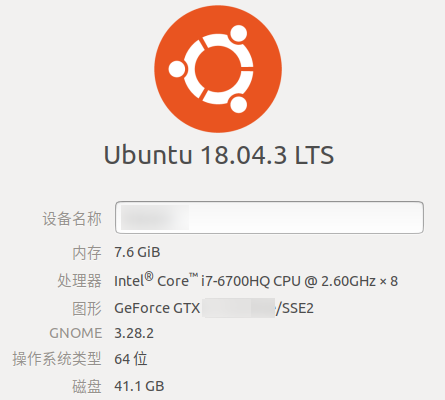 Ubuntu 18.04.3 LTS
设备名称
内存 7.6 GiB
处理器 Intel® Core™ i7-6700HQ CPU @ 2.60GHz × 8
图形 GeForce GTX /SSE2
GNOME 3.28.2
操作系统类型 64 位
磁盘 41.1 GB